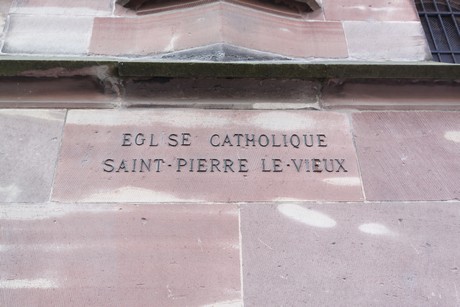 EGL SE CATHOLIQUE
SAINT-PIERRE LE-VIEUX